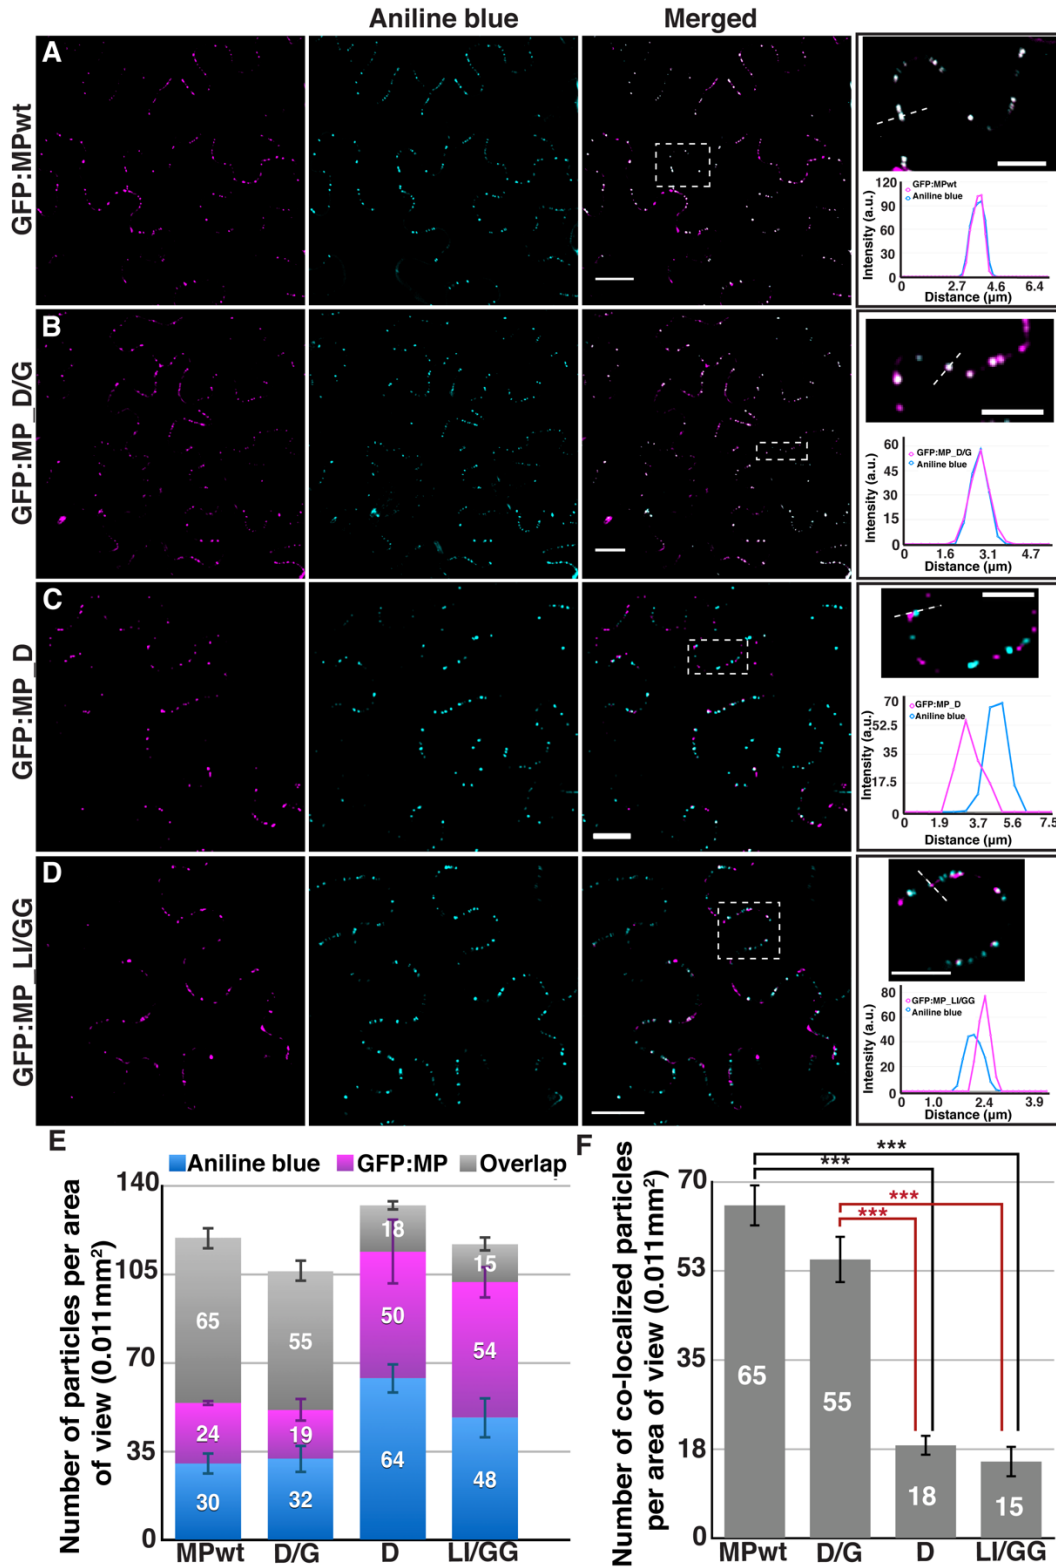 Aniline blue
Merged
A
GFP:MPwt
120
90
60
30
0
GFP:MPwt
Aniline blue
Intensity (a.u.)
0
2.7
4.6
6.4
Distance (µm)
B
GFP:MP_D/G
60
45
30
15
0
GFP:MP_D/G
Aniline blue
Intensity (a.u.)
0
1.6
3.1
4.7
Distance (µm)
C
GFP:MP_D
70
52.5
35
17.5
0
GFP:MP_D
Aniline blue
Intensity (a.u.)
0
1.9
3.7
5.6
7.5
Distance (µm)
D
GFP:MP_LI/GG
80
60
40
20
0
GFP:MP_LI/GG
Aniline blue
Intensity (a.u.)
0
1.0
2.4
3.9
Distance (µm)
E
Aniline blue
GFP:MP
Overlap
Number of particles per area
of view (0.011mm²)
140
105
70
35
0
65
24
30
55
19
32
18
50
64
15
54
48
MPwt
D/G
D
LI/GG
F
Number of co-localized particles
per area of view (0.011mm²)
70
53
35
18
0
***
***
***
***
65
55
18
15
MPwt
D/G
D
LI/GG